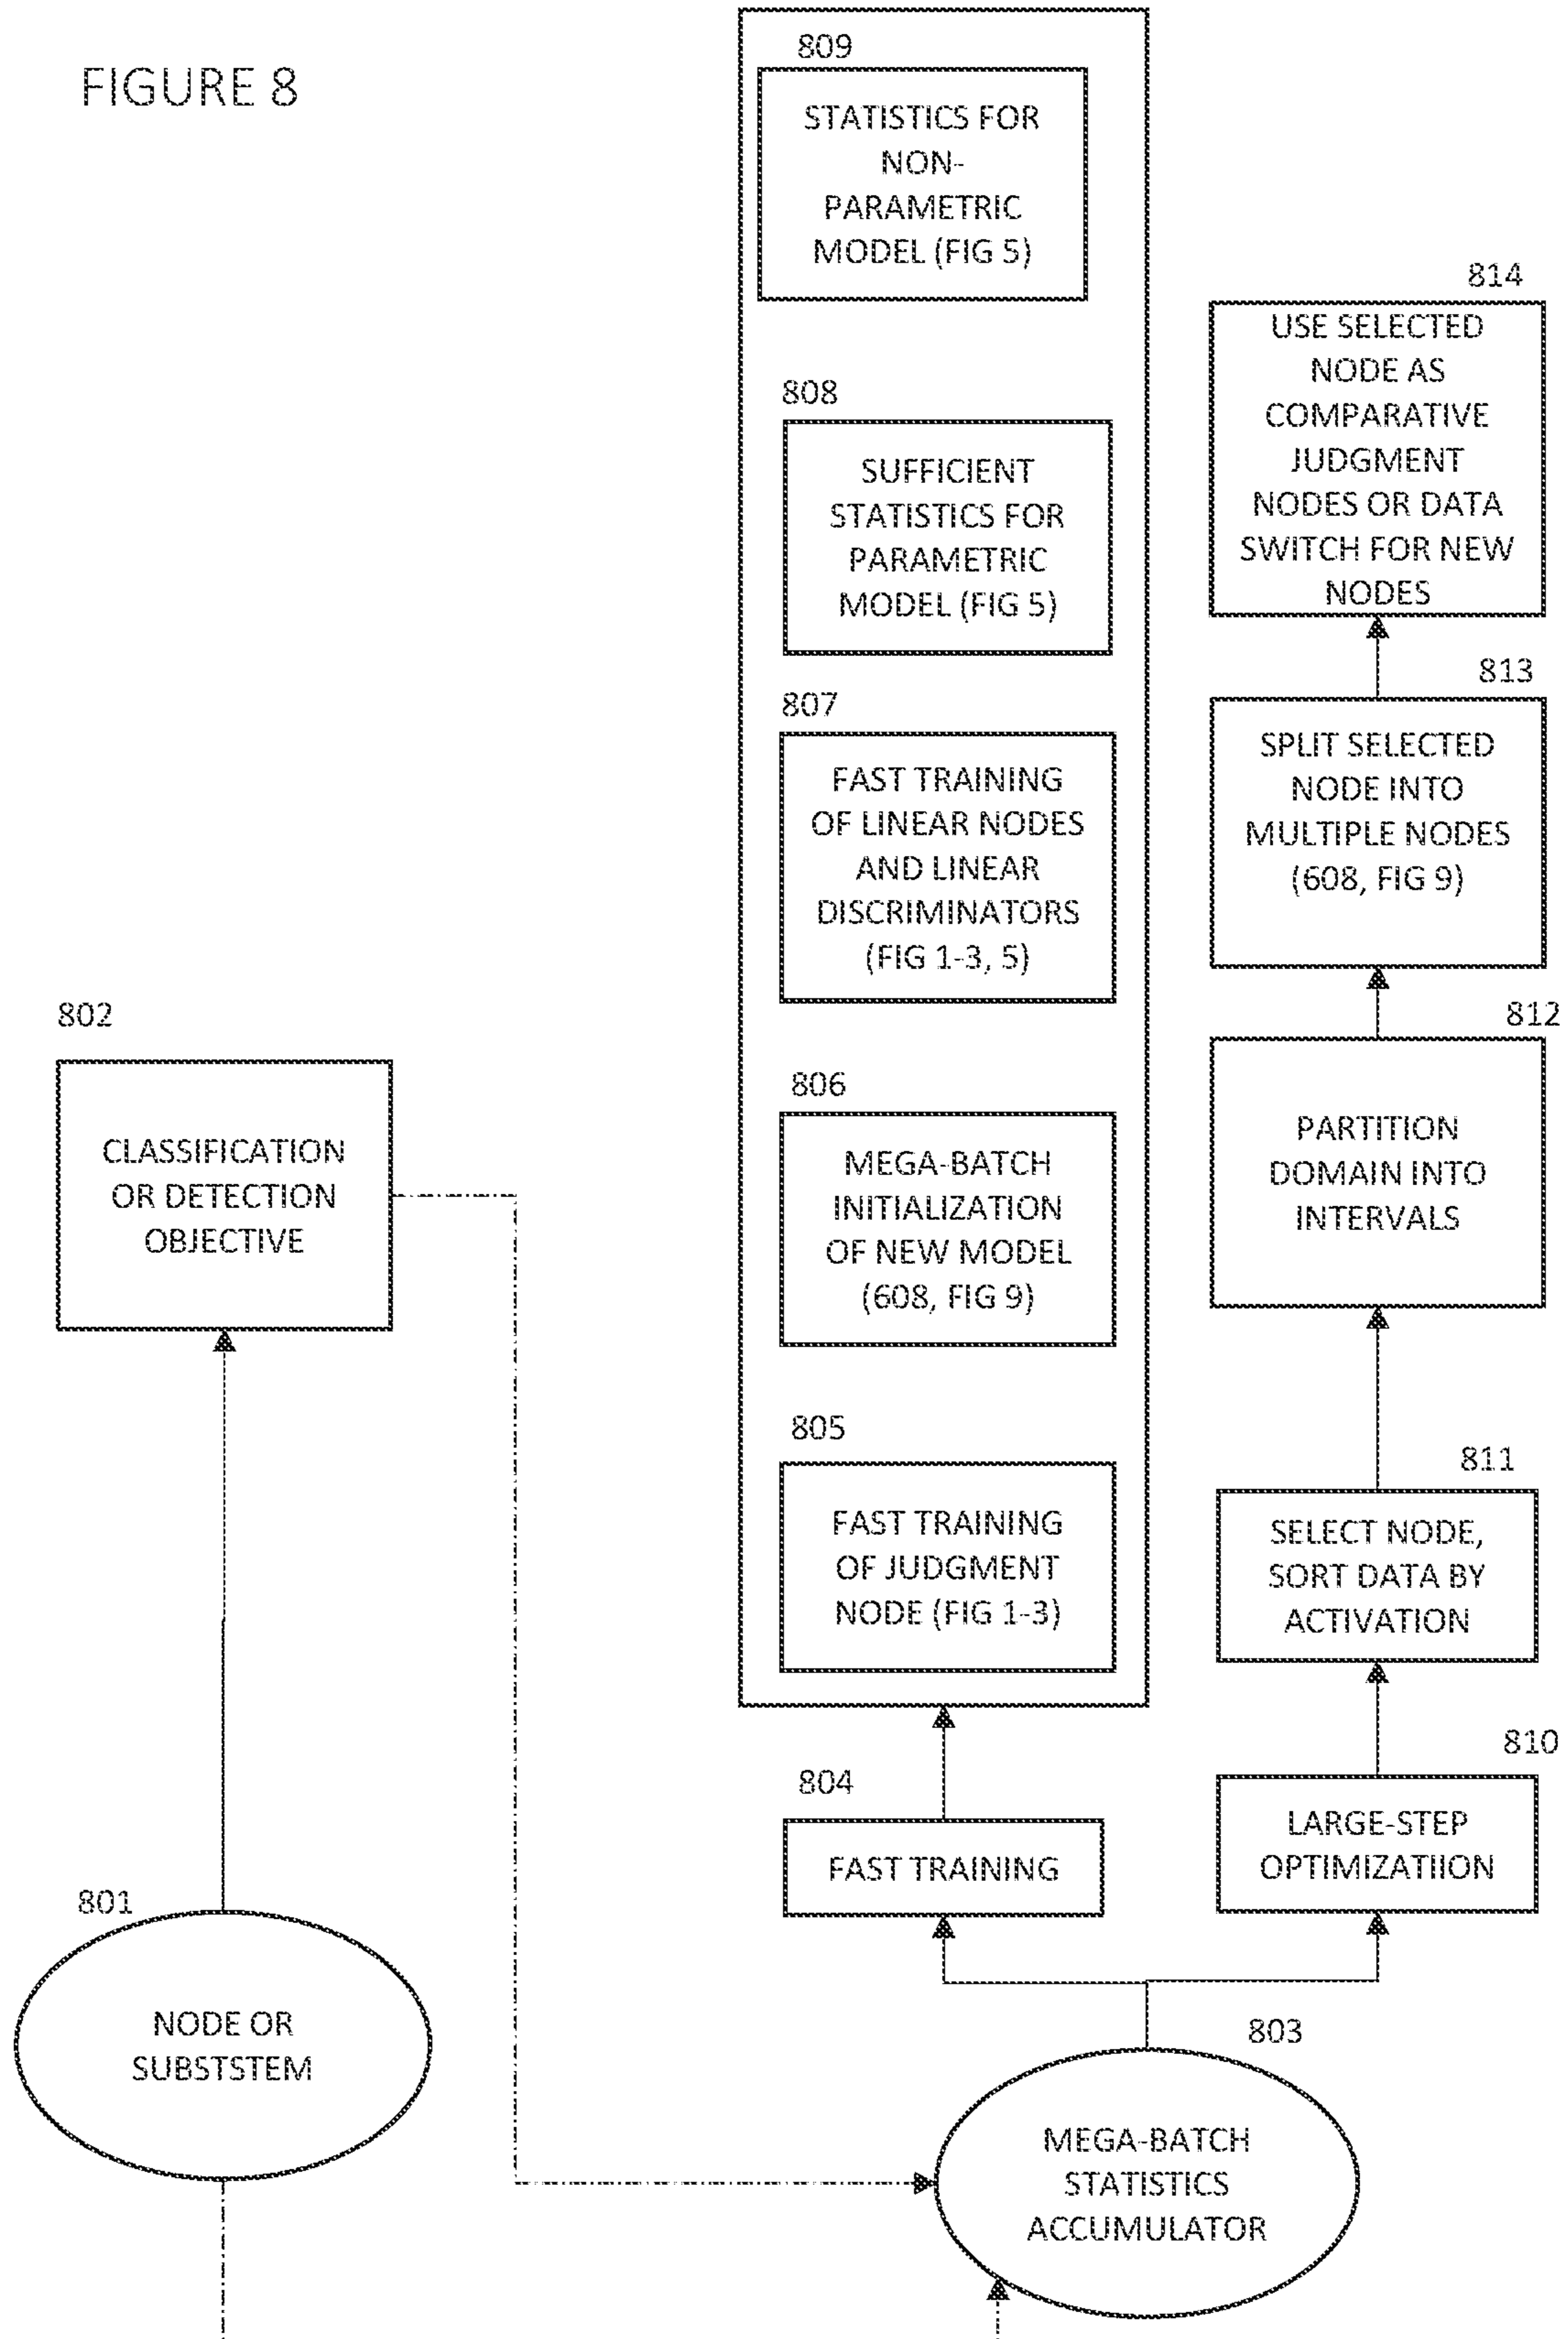 FIGURE 8
809
STATISTICS FOR
NON-
PARAMETRIC
MODEL (FIG 5)
808
SUFFICIENT
STATISTICS FOR
PARAMETRIC
MODEL (FIG 5)
807
FAST TRAINING
OF LINEAR NODES
AND LINEAR
DISCRIMINATORS
(FIG 1-3, 5)
806
MEGA-BATCH
INITIALIZATION
OF NEW MODEL
(608, FIG 9)
805
FAST TRAINING
OF JUDGMENT
NODE (FIG 1-3)
804
FAST TRAINING
814
USE SELECTED
NODE AS
COMPARATIVE
JUDGMENT
NODES OR DATA
SWITCH FOR NEW
NODES
813
SPLIT SELECTED
NODE INTO
MULTIPLE NODES
(608, FIG 9)
812
PARTITION
DOMAIN INTO
INTERVALS
811
SELECT NODE,
SORT DATA BY
ACTIVATION
810
LARGE-STEP
OPTIMIZATIION
802
CLASSIFICATION
OR DETECTION
OBJECTIVE
801
NODE OR
SUBSTSTEM
803
MEGA-BATCH
STATISTICS
ACCUMULATOR